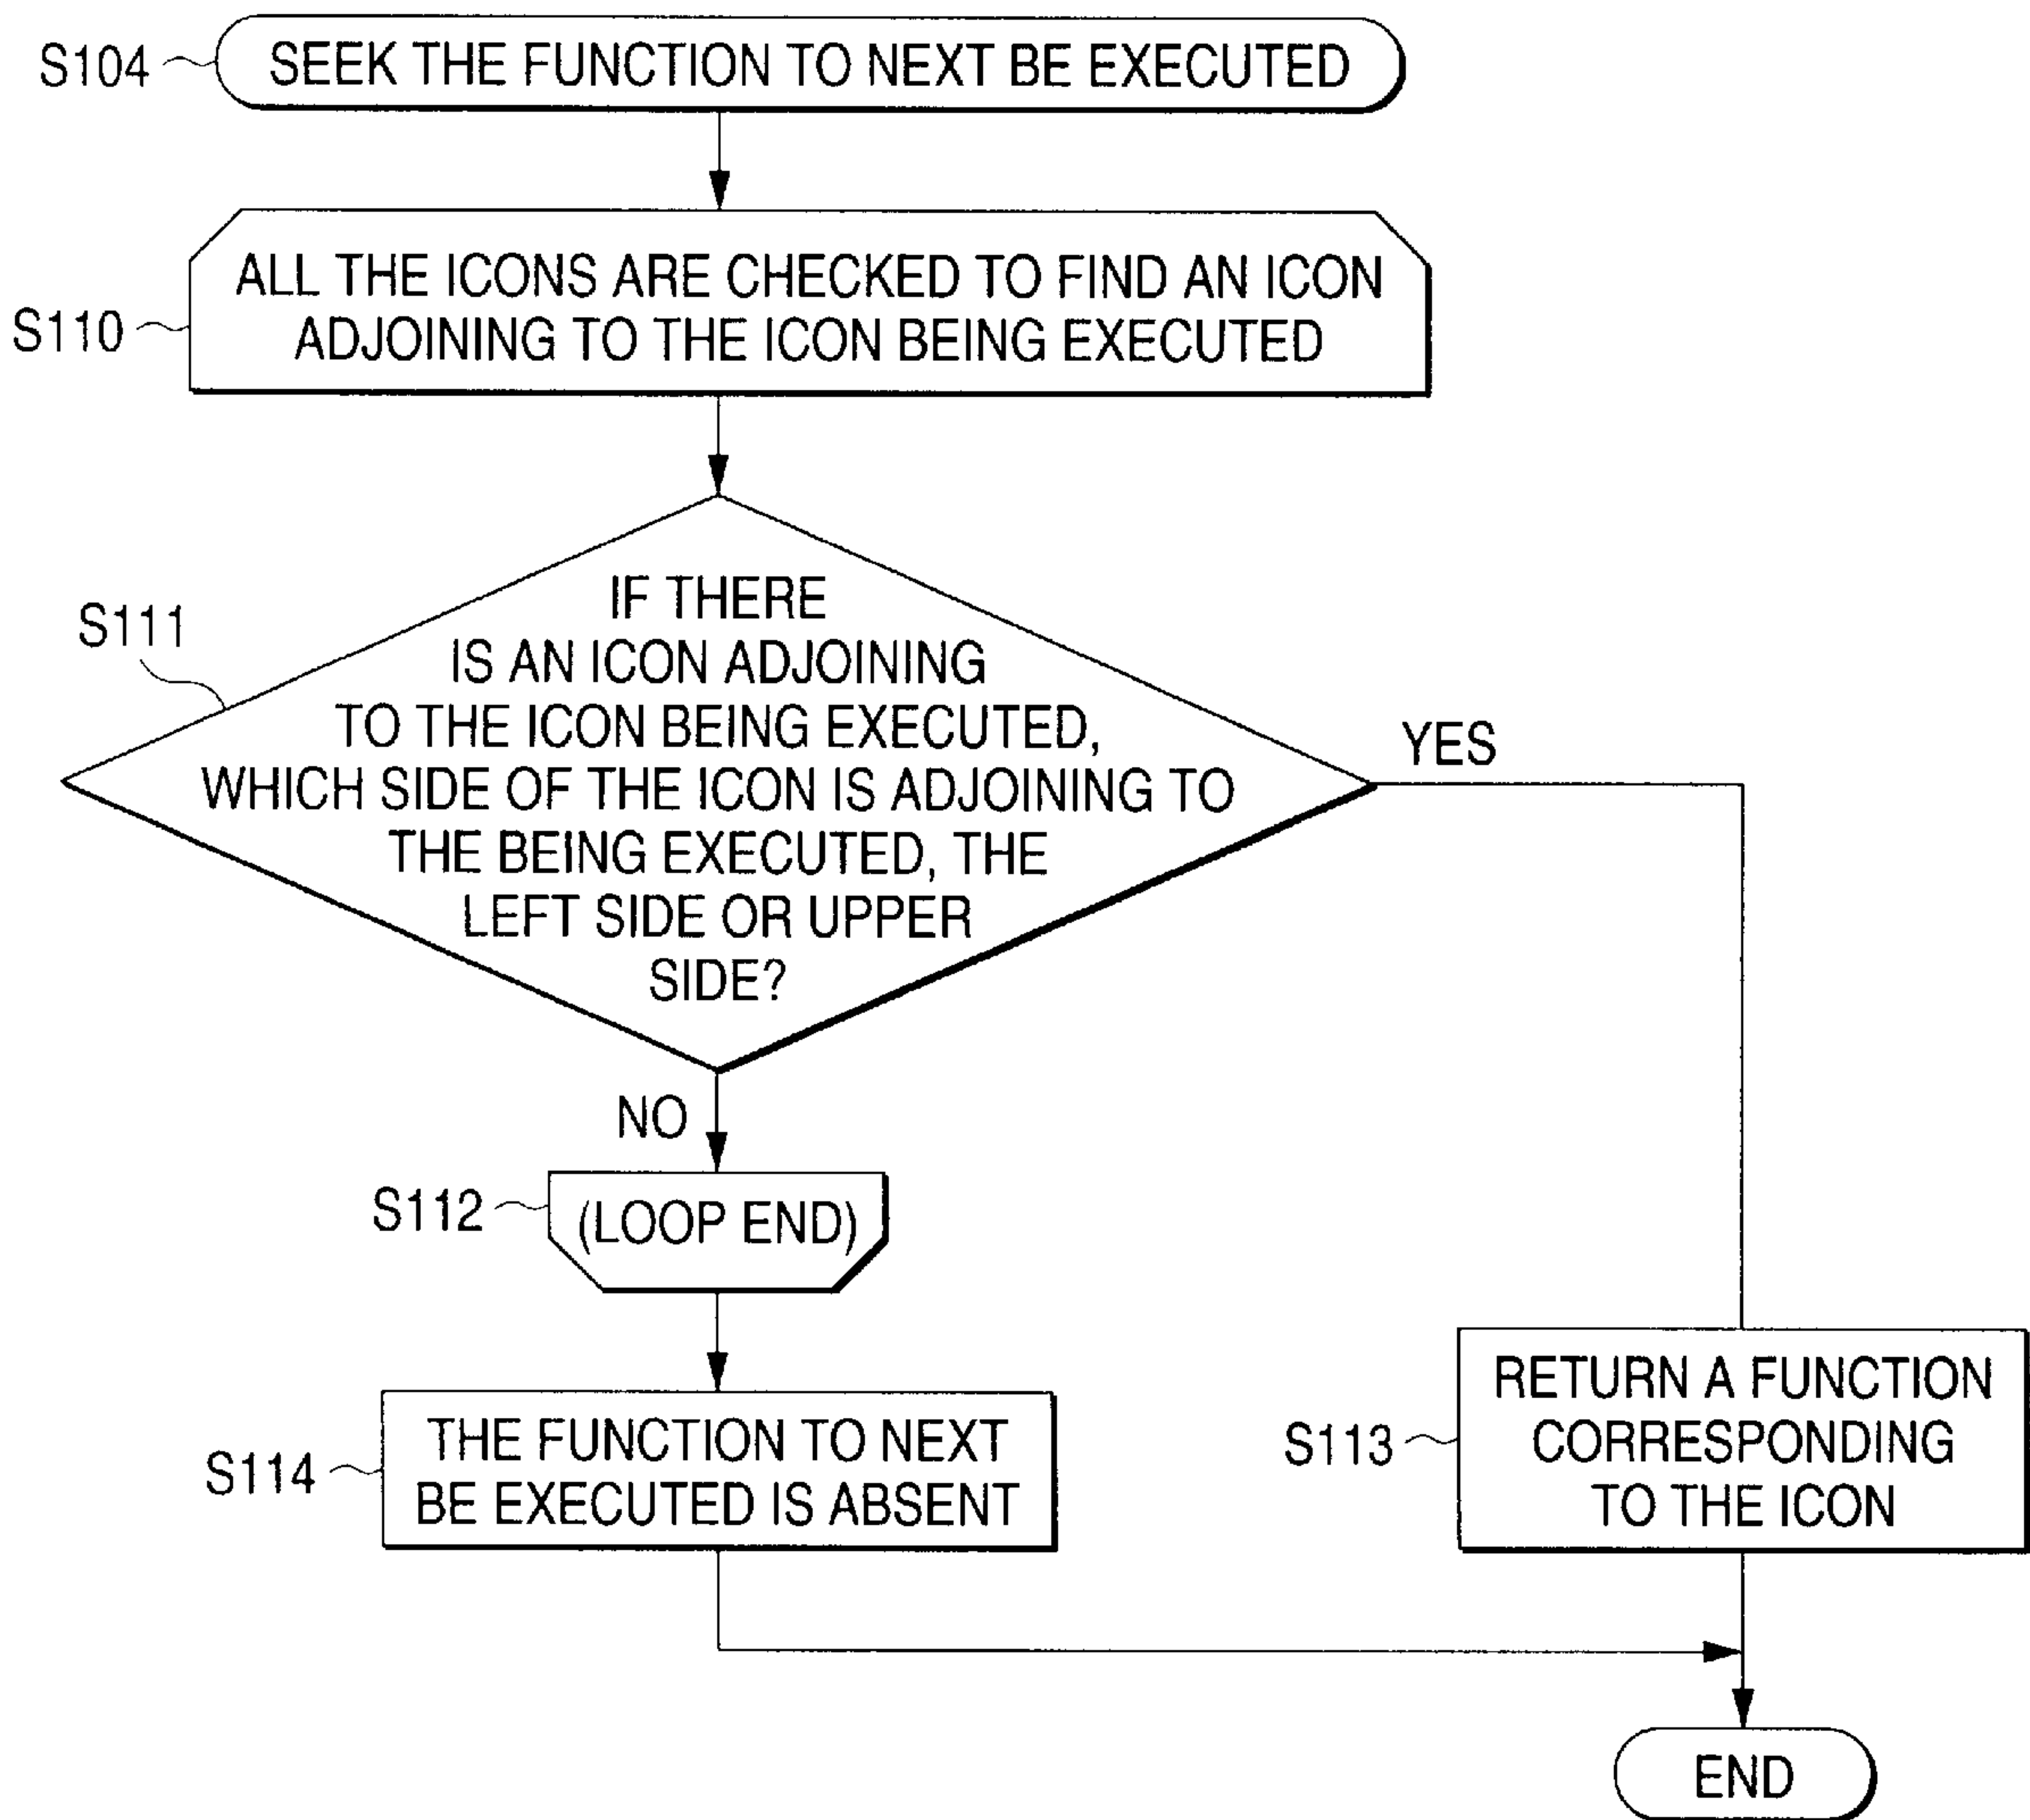 S104
SEEK THE FUNCTION TO NEXT BE EXECUTED
S110
ALL THE ICONS ARE CHECKED TO FIND AN ICON
ADJOINING TO THE ICON BEING EXECUTED
S111
IF THERE
IS AN ICON ADJOINING
TO THE ICON BEING EXECUTED,
WHICH SIDE OF THE ICON IS ADJOINING TO
THE BEING EXECUTED, THE
LEFT SIDE OR UPPER
SIDE?
YES
NO
S112
(LOOP END)
S114
THE FUNCTION TO NEXT
BE EXECUTED IS ABSENT
S113
RETURN A FUNCTION
CORRESPONDING
TO THE ICON
END